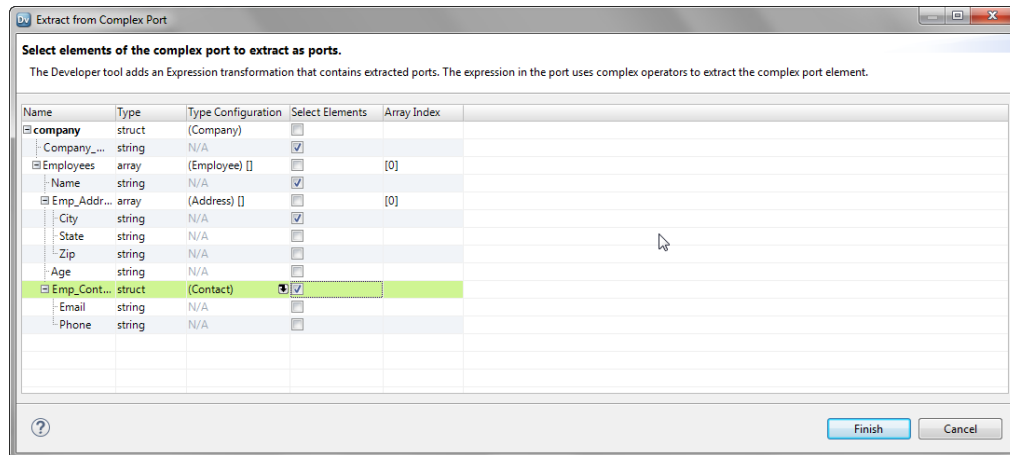 Dv Extract from Complex Port
Select elements of the complex port to extract as ports.
The Developer tool adds an Expression transformation that contains extracted ports. The expression in the port uses complex operators to extract the complex port element.
Name Type Type Configuration Select Elements Array Index
company struct (Company)
Company_... string N/A
Employees array (Employee) [] [0]
Name string N/A
Emp_Addr... array (Address) [] [0]
City string N/A
State string N/A
Zip string N/A
Age string N/A
Emp_Cont... struct (Contact)
Email string N/A
Phone string N/A
? Finish Cancel